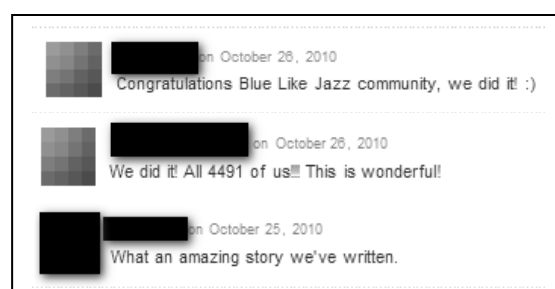 on October 26, 2010
Congratulations Blue Like Jazz community, we did it! :)
on October 26, 2010
We did it! All 4491 of us!!! This is wonderful!
on October 25, 2010
What an amazing story we've written.